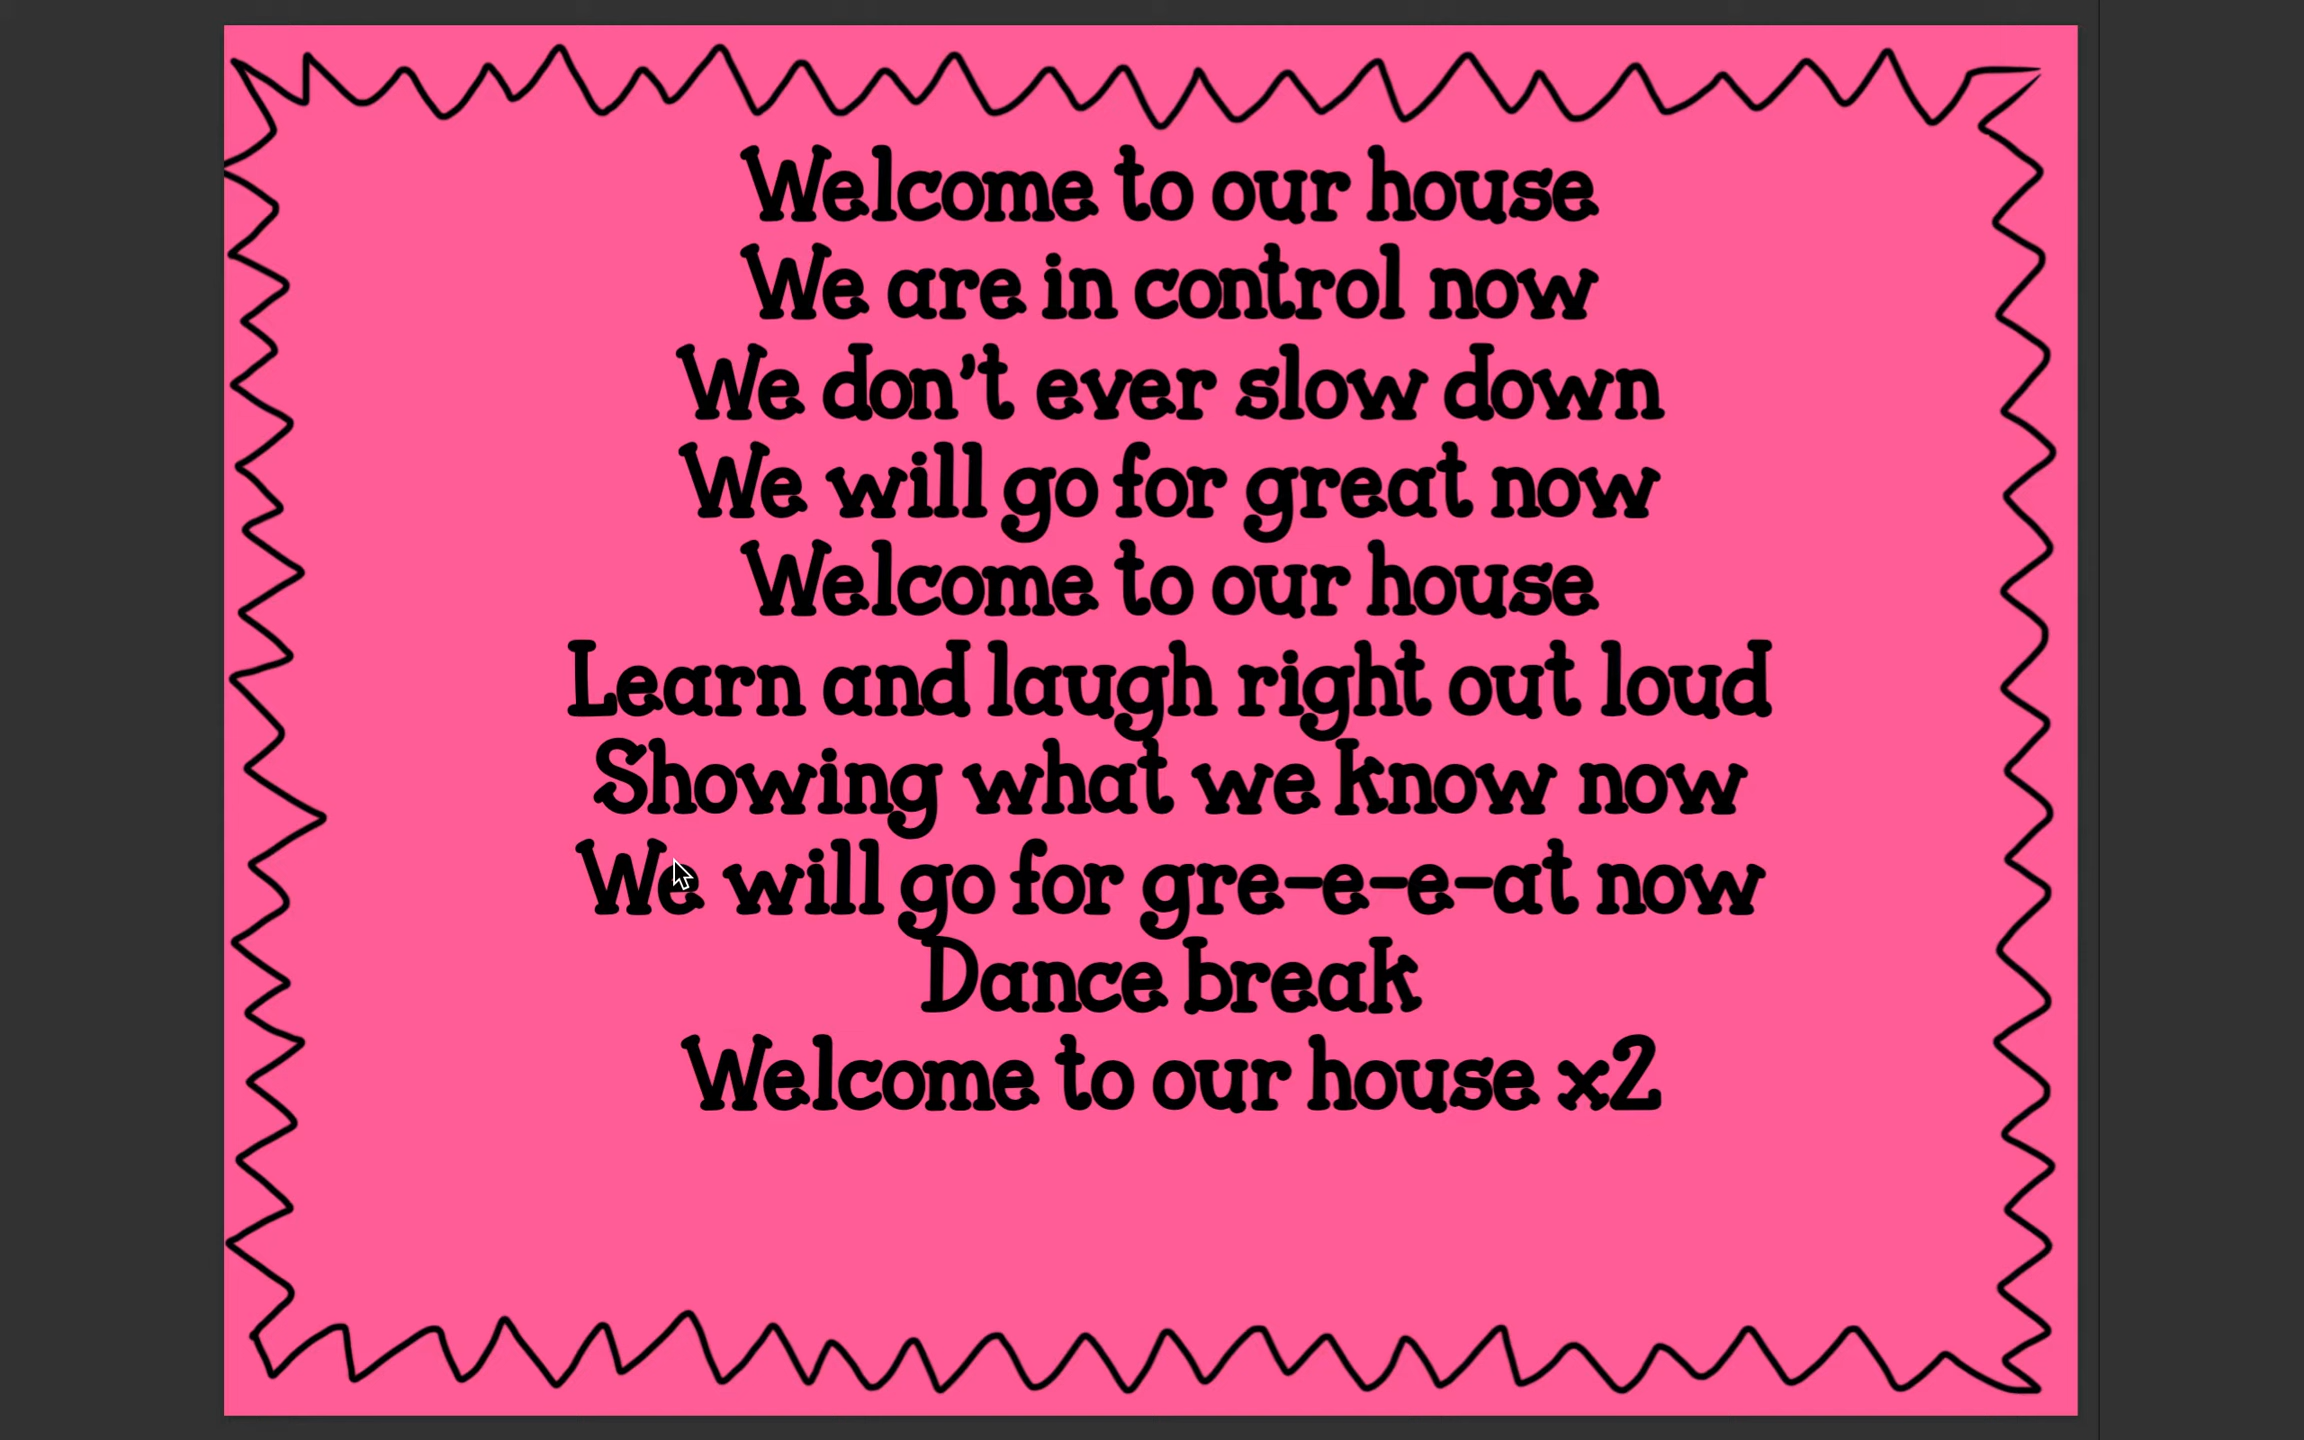 Welcome to our house
We are in control now
We don't ever slow down
We will go for great now
Welcome to our house
Learn and laugh right out loud
Showing what we know now
We will go for gre-e-e-at now
Dance break
Welcome to our house x2